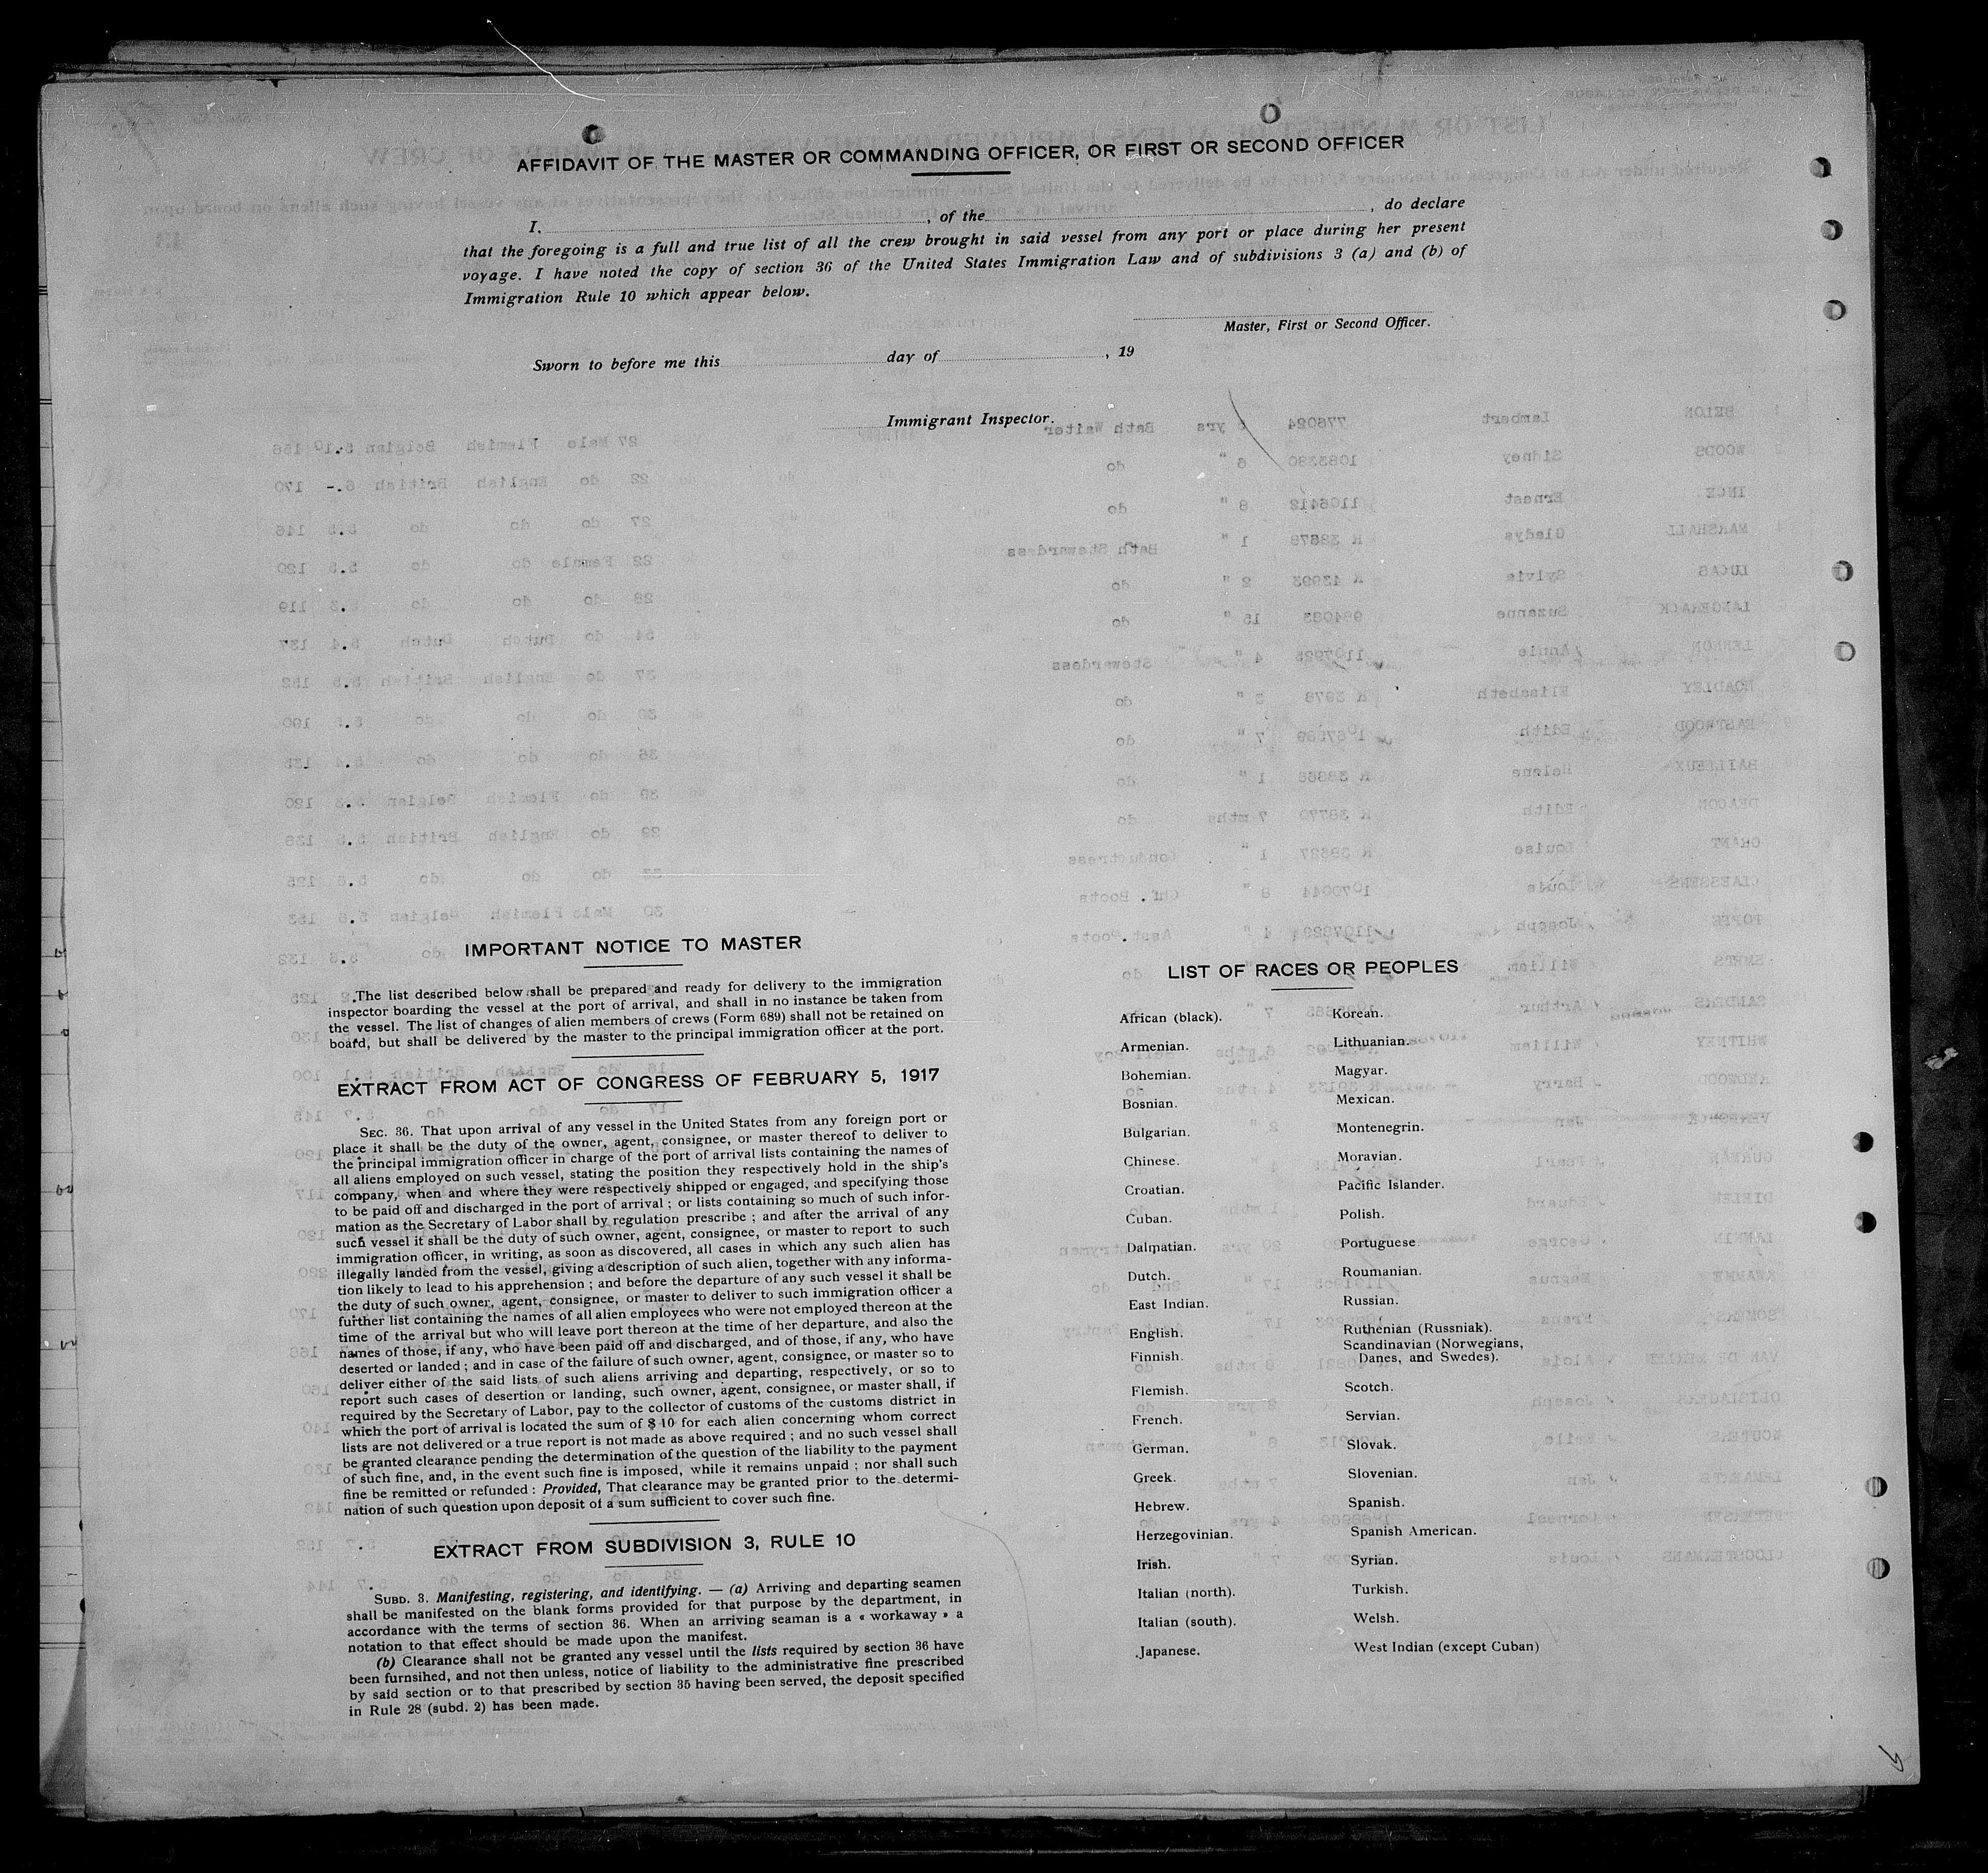 AFFIDAVIT OF THE MASTER OR COMMANDING OFFICER, OR FIRST OR SECOND OFFICER
I, , of the , do declare
that the foregoing is a full and true list of all the crew brought in said vessel from any port or place during her present
voyage. I have noted the copy of section 36 of the United States Immigration Law and of subdivisions 3 (a) and (b) of
Immigration Rule 10 which appear below.
Master, First or Second Officer.
Sworn to before me this day of , 19
Immigrant Inspector.
IMPORTANT NOTICE TO MASTER
The list described below shall be prepared and ready for delivery to the immigration
inspector boarding the vessel at the port of arrival, and shall in no instance be taken from
the vessel. The list of changes of alien members of crews (Form 689) shall not be retained on
board, but shall be delivered by the master to the principal immigration officer at the port.
EXTRACT FROM ACT OF CONGRESS OF FEBRUARY 5, 1917
SEC. 36. That upon arrival of any vessel in the United States from any foreign port or
place it shall be the duty of the owner, agent, consignee, or master thereof to deliver to
the principal immigration officer in charge of the port of arrival lists containing the names of
all aliens employed on such vessel, stating the position they respectively hold in the ship's
company, when and where they were respectively shipped or engaged, and specifying those
to be paid off and discharged in the port of arrival ; or lists containing so much of such infor-
mation as the Secretary of Labor shall by regulation prescribe ; and after the arrival of any
such vessel it shall be the duty of such owner, agent, consignee, or master to report to such
immigration officer, in writing, as soon as discovered, all cases in which any such alien has
illegally landed from the vessel, giving a description of such alien, together with any informa-
tion likely to lead to his apprehension ; and before the departure of any such vessel it shall be
the duty of such owner, agent, consignee, or master to deliver to such immigration officer a
further list containing the names of all alien employees who were not employed thereon at the
time of the arrival but who will leave port thereon at the time of her departure, and also the
names of those, if any, who have been paid off and discharged, and of those, if any, who have
deserted or landed ; and in case of the failure of such owner, agent, consignee, or master so to
deliver either of the said lists of such aliens arriving and departing, respectively, or so to
report such cases of desertion or landing, such owner, agent, consignee, or master shall, if
required by the Secretary of Labor, pay to the collector of customs of the customs district in
which the port of arrival is located the sum of $ 10 for each alien concerning whom correct
lists are not delivered or a true report is not made as above required ; and no such vessel shall
be granted clearance pending the determination of the question of the liability to the payment
of such fine, and, in the event such fine is imposed, while it remains unpaid ; nor shall such
fine be remitted or refunded : Provided, That clearance may be granted prior to the determi-
nation of such question upon deposit of a sum sufficient to cover such fine.
EXTRACT FROM SUBDIVISION 3, RULE 10
SUBD. 3. Manifesting, registering, and identifying. — (a) Arriving and departing seamen
shall be manifested on the blank forms provided for that purpose by the department, in
accordance with the terms of section 36. When an arriving seaman is a « workaway » a
notation to that effect should be made upon the manifest.
(b) Clearance shall not be granted any vessel until the lists required by section 36 have
been furnsihed, and not then unless, notice of liability to the administrative fine prescribed
by said section or to that prescribed by section 35 having been served, the deposit specified
in Rule 28 (subd. 2) has been made.
LIST OF RACES OR PEOPLES
African (black).
Armenian.
Bohemian.
Bosnian.
Bulgarian.
Chinese.
Croatian.
Cuban.
Dalmatian.
Dutch.
East Indian.
English.
Finnish.
Flemish.
French.
German.
Greek.
Hebrew.
Herzegovinian.
Irish.
Italian (north).
Italian (south).
Japanese.
Korean.
Lithuanian.
Magyar.
Mexican.
Montenegrin.
Moravian.
Pacific Islander.
Polish.
Portuguese
Roumanian.
Russian.
Ruthenian (Russniak).
Scandinavian (Norwegians,
Danes, and Swedes).
Scotch.
Servian.
Slovak.
Slovenian.
Spanish.
Spanish American.
Syrian.
Turkish.
Welsh.
West Indian (except Cuban)